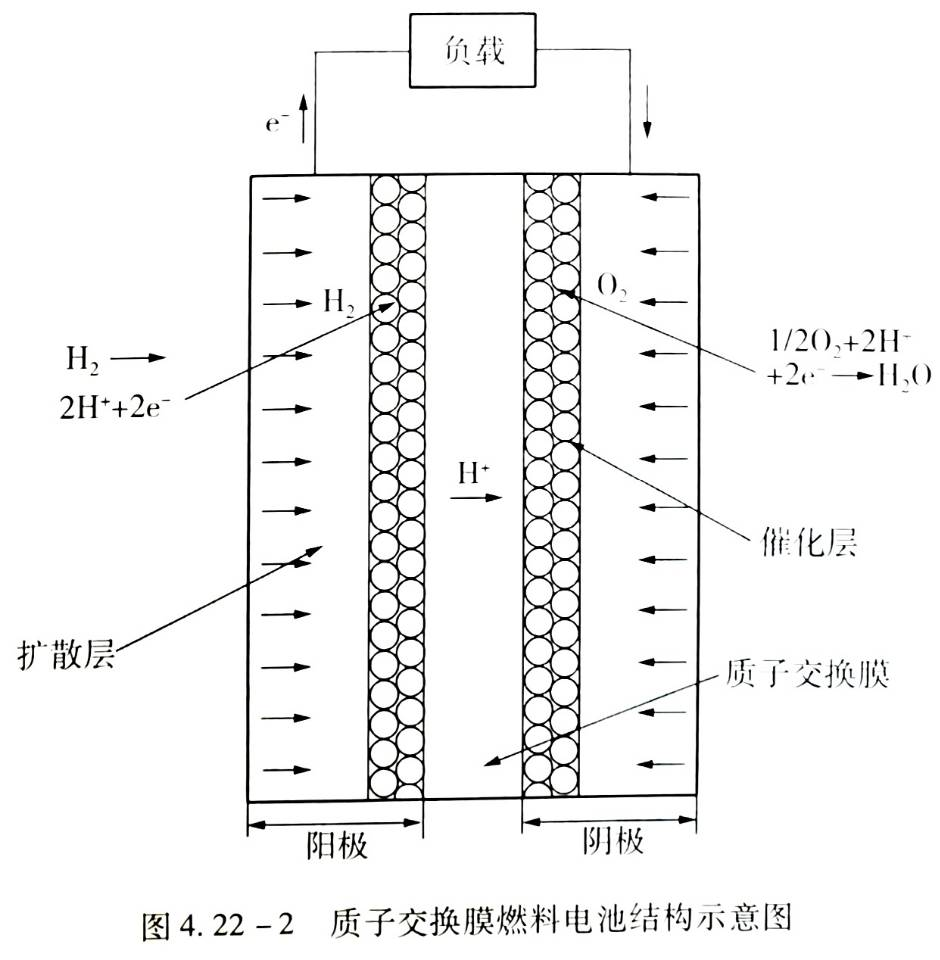 负载
e⁻
H₂
O₂
H₂
2H⁺+2e⁻
1/2O₂+2H⁺
+2e⁻→H₂O
H⁺
催化层
扩散层
质子交换膜
阳极
阴极
图 4.22-2 质子交换膜燃料电池结构示意图